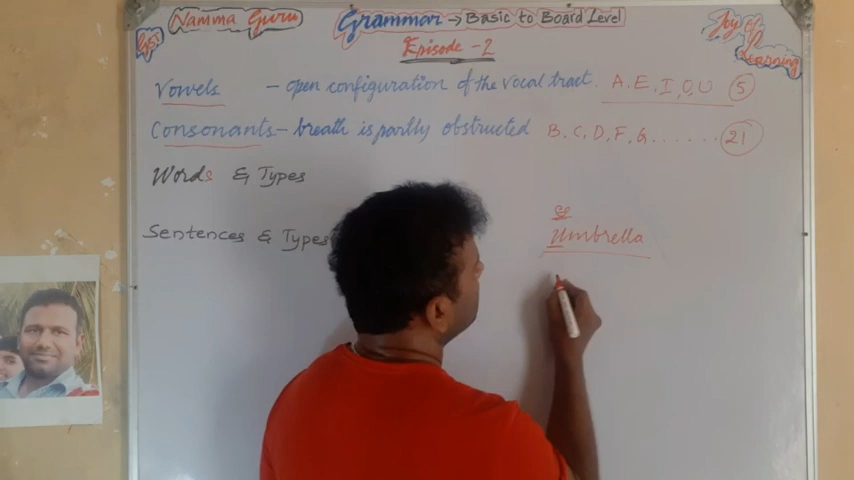 GSR Namma Guru Grammar → Basic to Board Level Joy of Learning
Episode - 2
Vowels - open configuration of the vocal tract. A, E, I, O, U 5
Consonants - breath is partly obstructed B, C, D, F, G....... 21
Words & Types
Sentences & Types
Umbrella